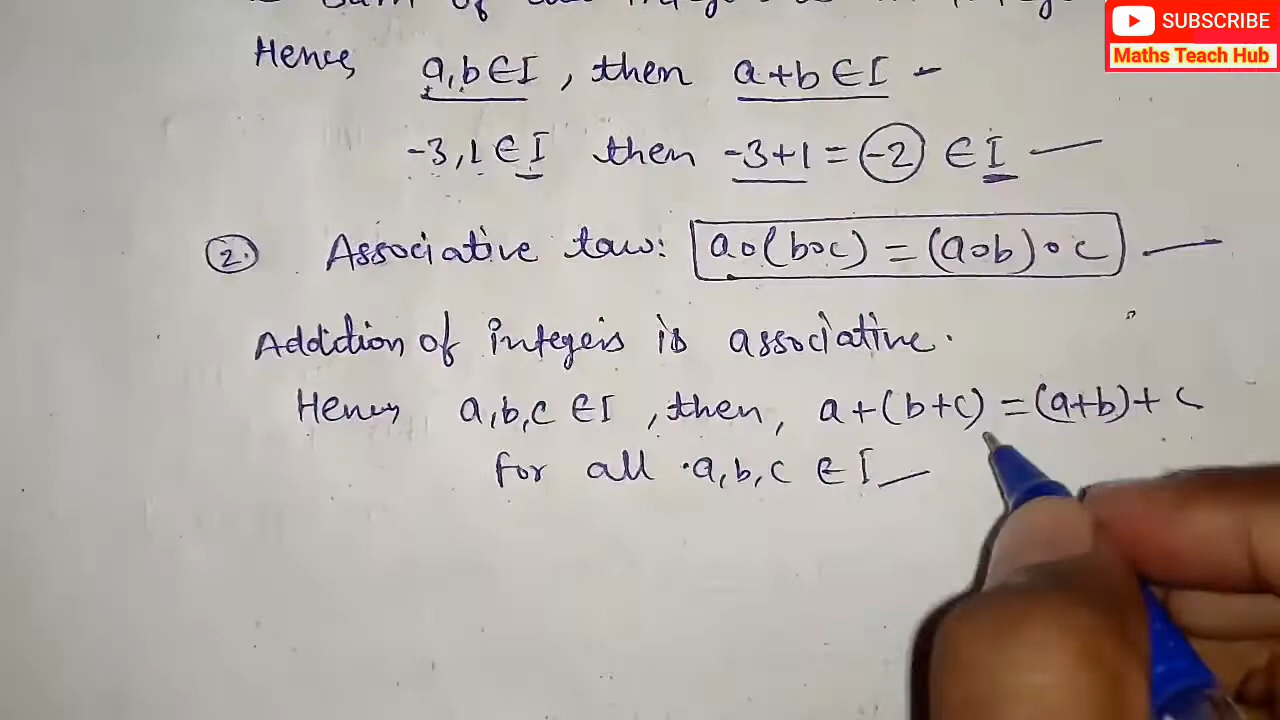 SUBSCRIBE
Maths Teach Hub
Hence a,b∈I, then a+b∈I
-3,1∈I then -3+1 = -2 ∈ I
2. Associative law: a∘(b∘c) = (a∘b)∘c
Addition of integers is associative.
Hence a,b,c ∈I, then, a+(b+c) = (a+b)+c
for all a,b,c ∈ I